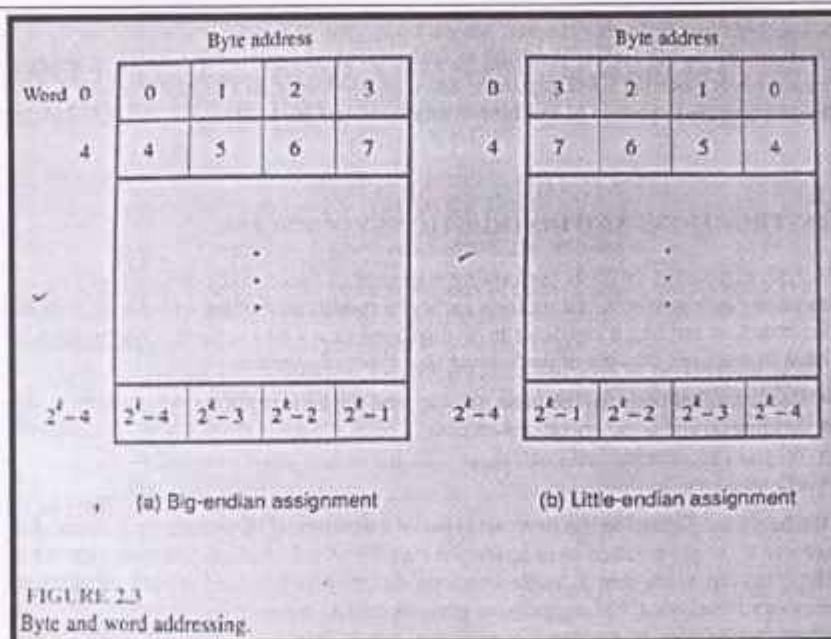 Byte address
Word 0 0 1 2 3
4 4 5 6 7
2^k-4 2^k-4 2^k-3 2^k-2 2^k-1
(a) Big-endian assignment
Byte address
0 3 2 1 0
4 7 6 5 4
2^k-4 2^k-1 2^k-2 2^k-3 2^k-4
(b) Little-endian assignment
FIGURE 2.3
Byte and word addressing.